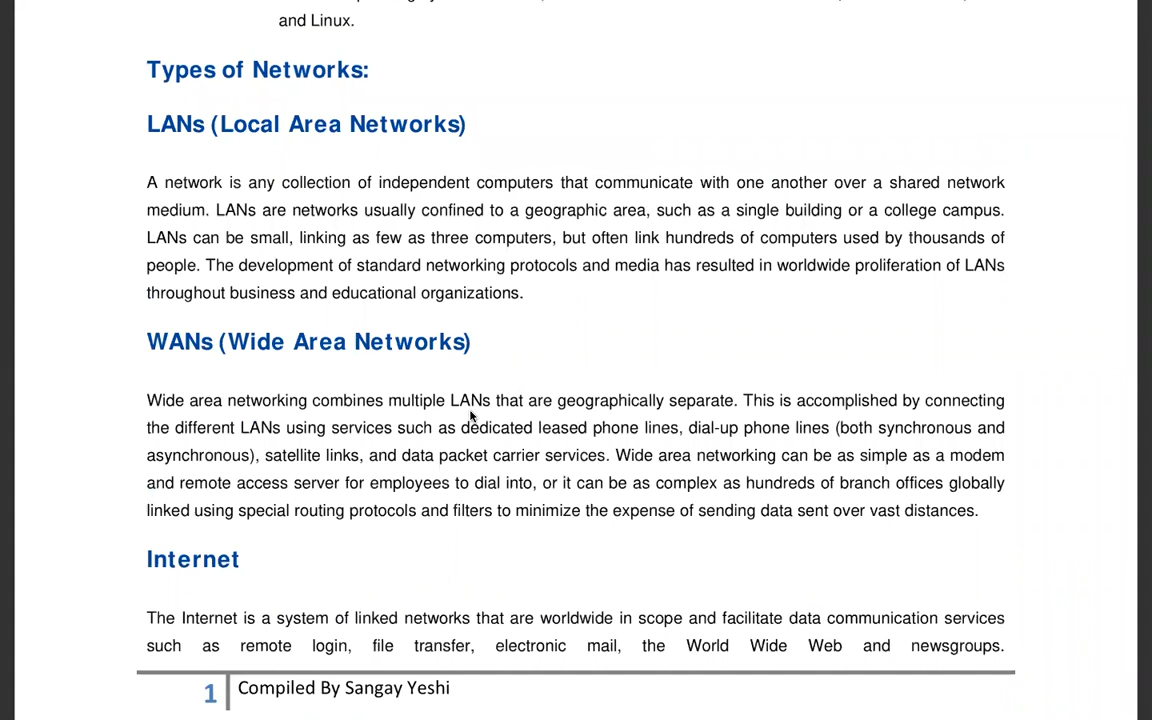 and Linux.
Types of Networks:
LANs (Local Area Networks)
A network is any collection of independent computers that communicate with one another over a shared network
medium. LANs are networks usually confined to a geographic area, such as a single building or a college campus.
LANs can be small, linking as few as three computers, but often link hundreds of computers used by thousands of
people. The development of standard networking protocols and media has resulted in worldwide proliferation of LANs
throughout business and educational organizations.
WANs (Wide Area Networks)
Wide area networking combines multiple LANs that are geographically separate. This is accomplished by connecting
the different LANs using services such as dedicated leased phone lines, dial-up phone lines (both synchronous and
asynchronous), satellite links, and data packet carrier services. Wide area networking can be as simple as a modem
and remote access server for employees to dial into, or it can be as complex as hundreds of branch offices globally
linked using special routing protocols and filters to minimize the expense of sending data sent over vast distances.
Internet
The Internet is a system of linked networks that are worldwide in scope and facilitate data communication services
such as remote login, file transfer, electronic mail, the World Wide Web and newsgroups.
1 Compiled By Sangay Yeshi